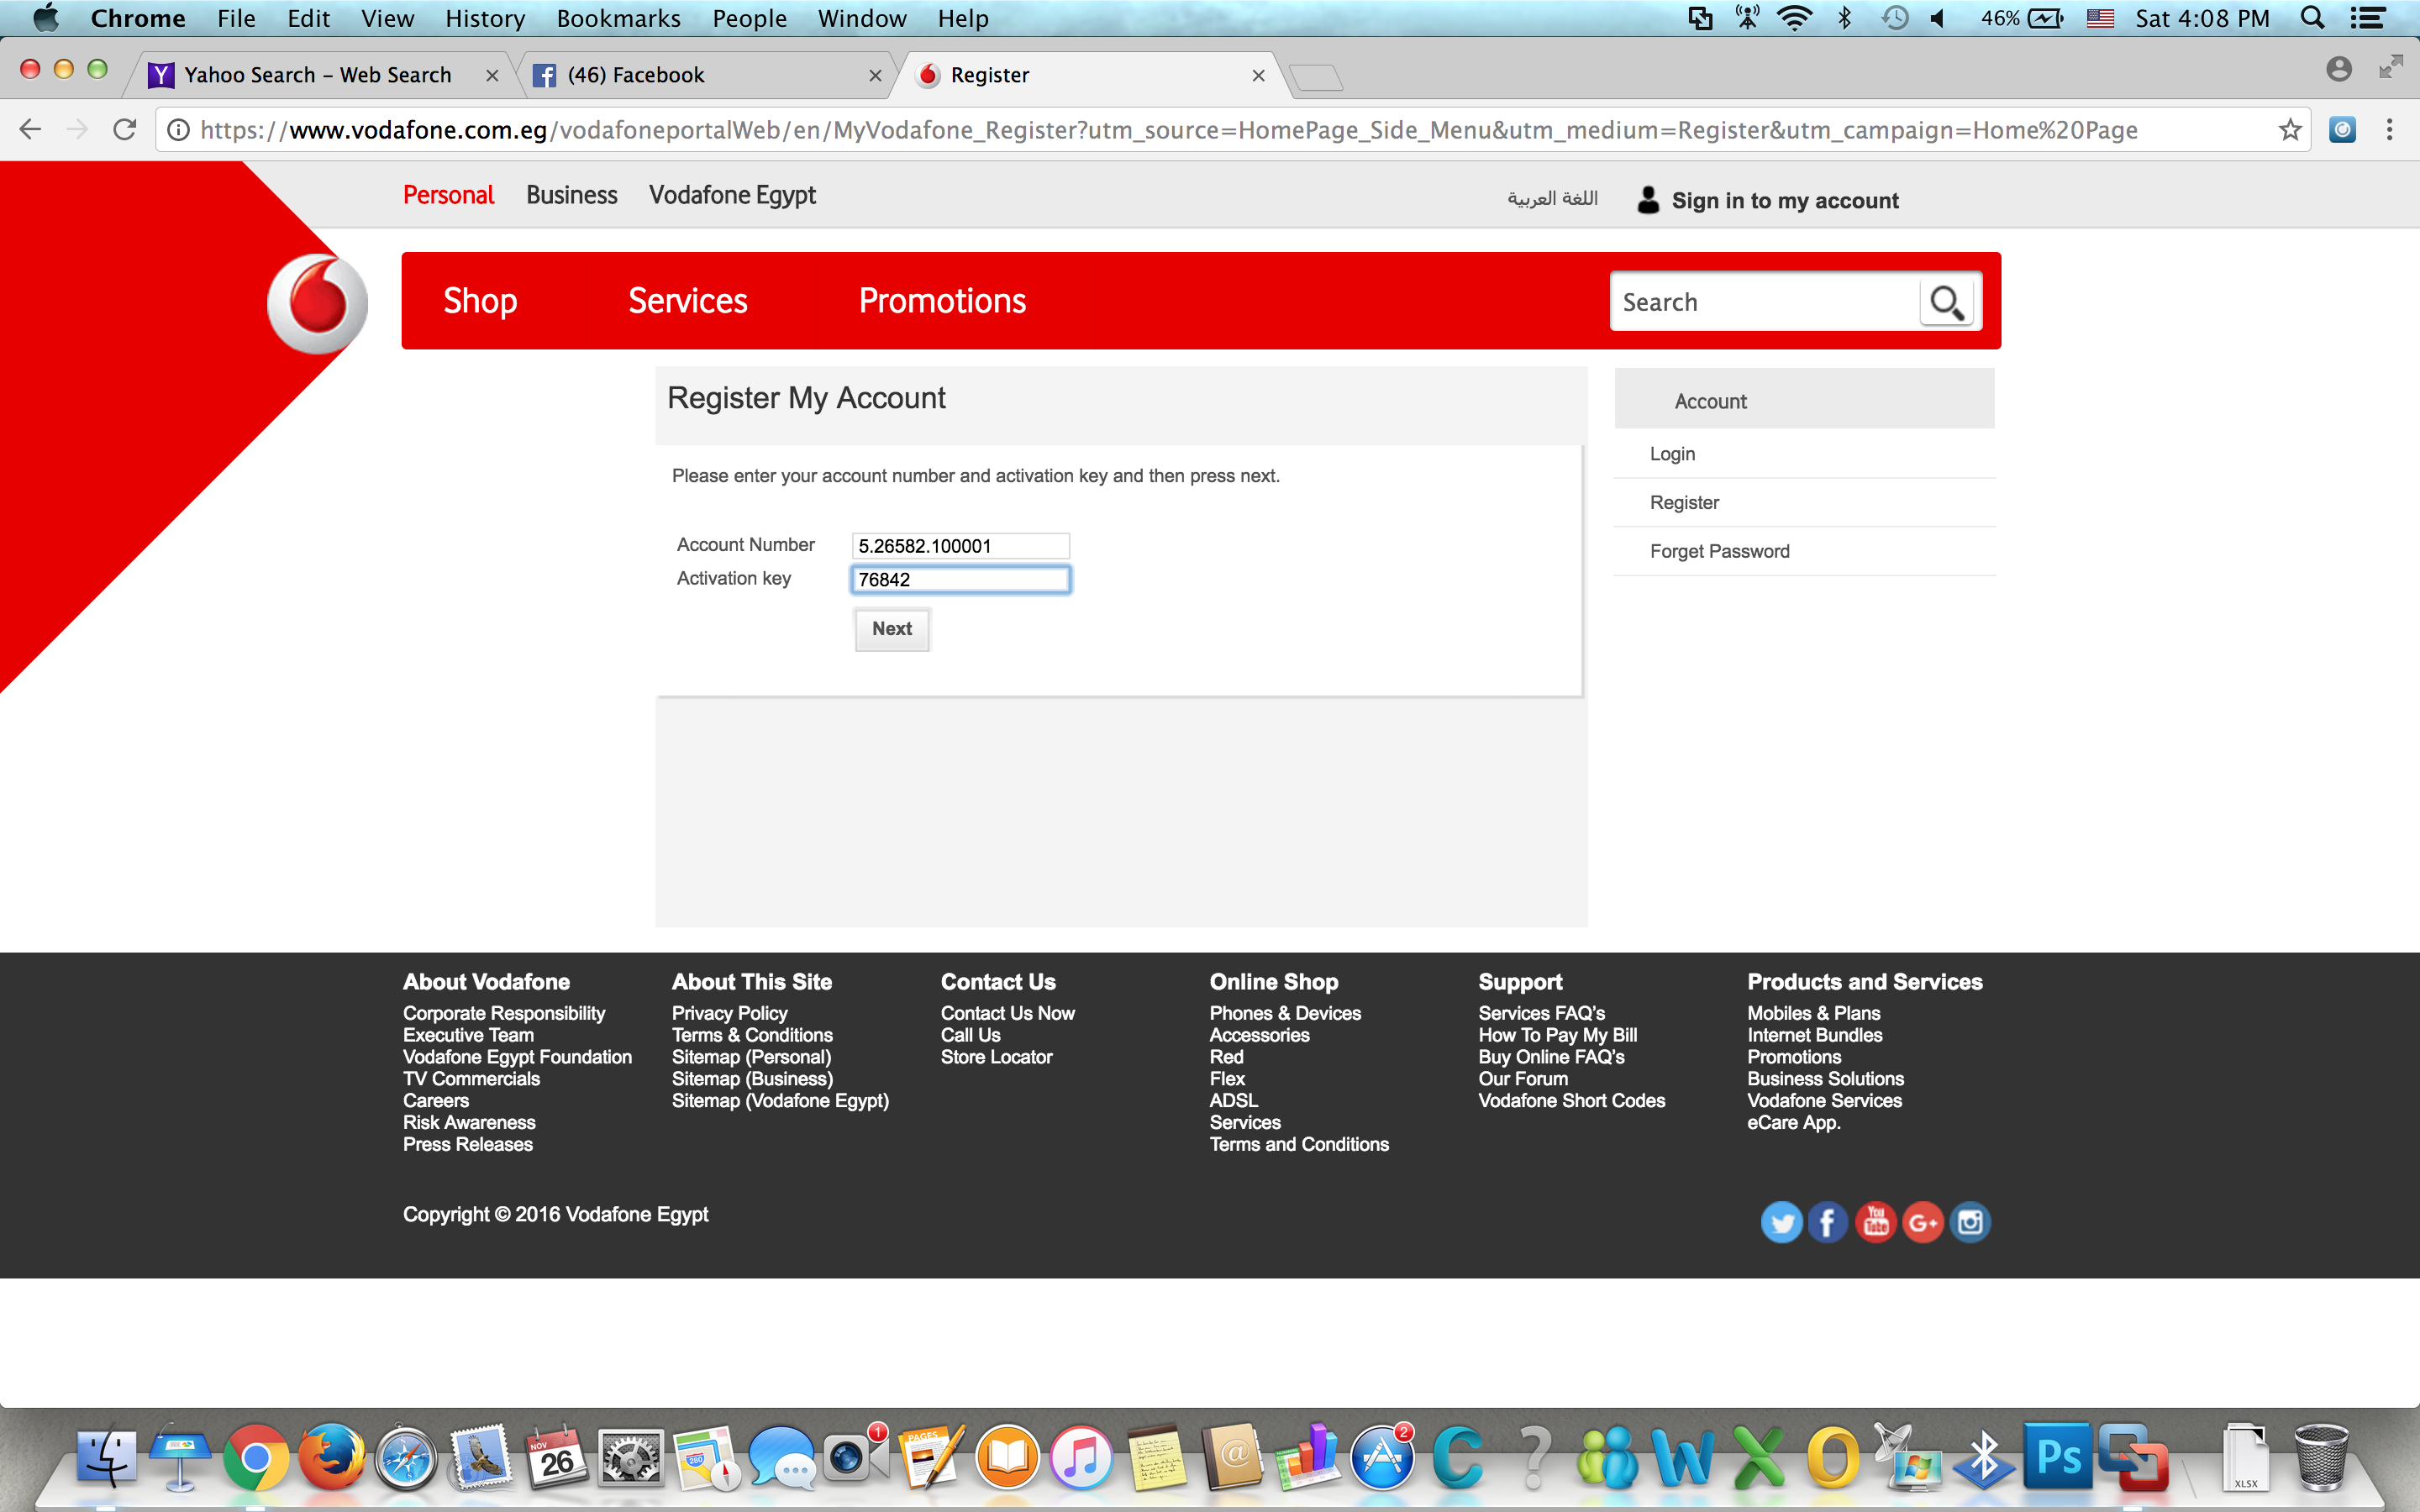 Chrome File Edit View History Bookmarks People Window Help 46% Sat 4:08 PM
Yahoo Search – Web Search (46) Facebook Register
https://www.vodafone.com.eg/vodafoneportalWeb/en/MyVodafone_Register?utm_source=HomePage_Side_Menu&utm_medium=Register&utm_campaign=Home%20Page
Personal Business Vodafone Egypt اللغة العربية Sign in to my account
Shop Services Promotions Search
Register My Account
Please enter your account number and activation key and then press next.
Account Number 5.26582.100001
Activation key 76842
Next
Account
Login
Register
Forget Password
About Vodafone
Corporate Responsibility
Executive Team
Vodafone Egypt Foundation
TV Commercials
Careers
Risk Awareness
Press Releases
About This Site
Privacy Policy
Terms & Conditions
Sitemap (Personal)
Sitemap (Business)
Sitemap (Vodafone Egypt)
Contact Us
Contact Us Now
Call Us
Store Locator
Online Shop
Phones & Devices
Accessories
Red
Flex
ADSL
Services
Terms and Conditions
Support
Services FAQ's
How To Pay My Bill
Buy Online FAQ's
Our Forum
Vodafone Short Codes
Products and Services
Mobiles & Plans
Internet Bundles
Promotions
Business Solutions
Vodafone Services
eCare App.
Copyright © 2016 Vodafone Egypt
You Tube G+
NOV 26 280 1 PAGES @ 2 Ps XLSX